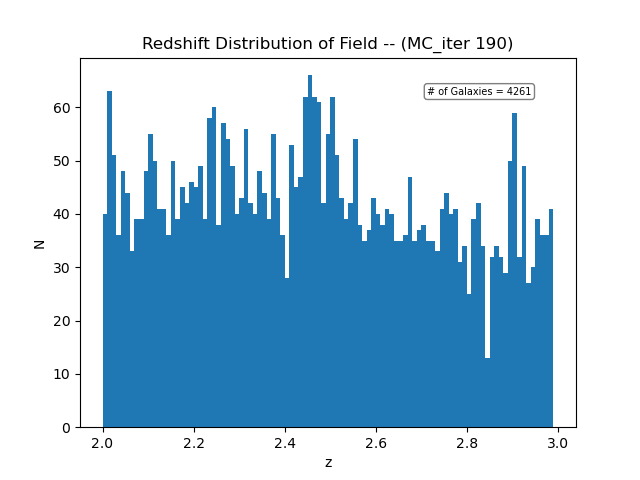 Redshift Distribution of Field -- (MC_iter 190)
# of Galaxies = 4261
60
50
40
30
20
10
0
N
2.0 2.2 2.4 2.6 2.8 3.0
z